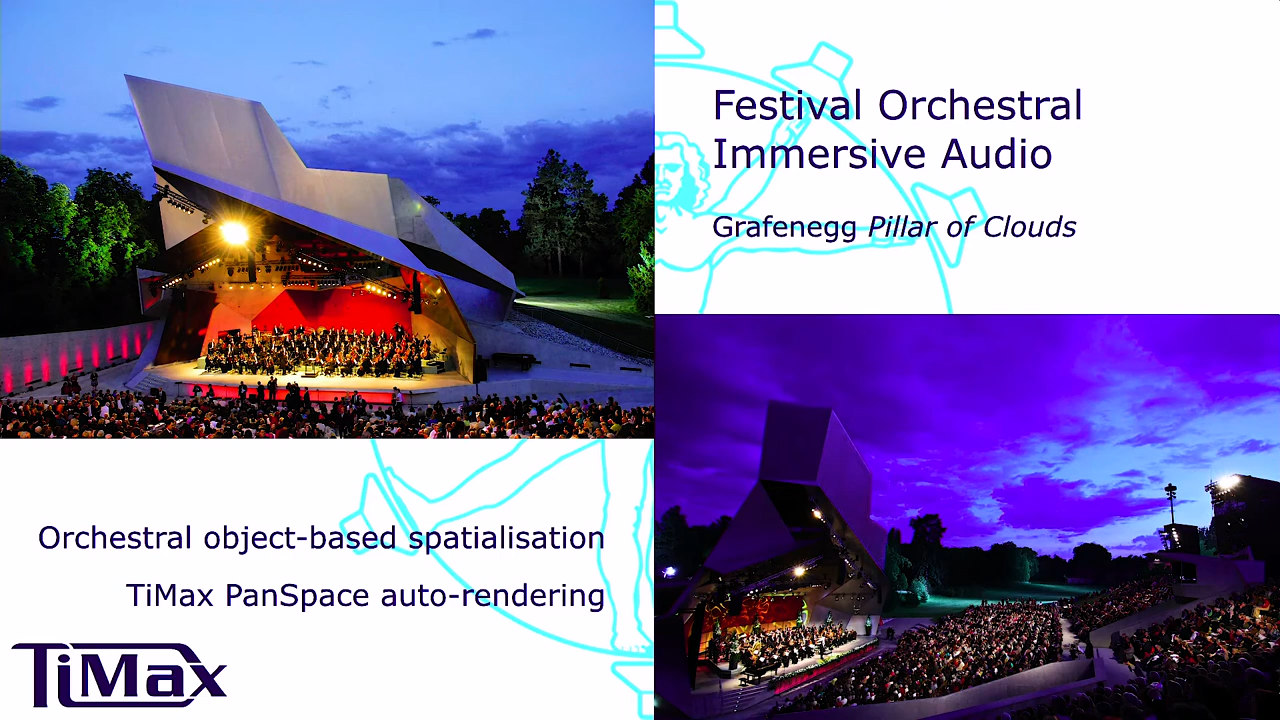 Festival Orchestral
Immersive Audio
Grafenegg Pillar of Clouds
Orchestral object-based spatialisation
TiMax PanSpace auto-rendering
TiMax